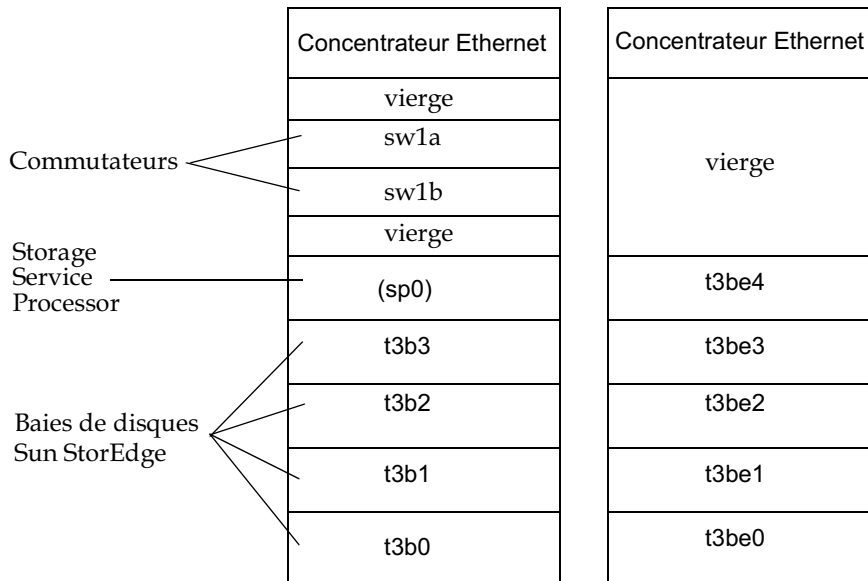 Concentrateur Ethernet
vierge
sw1a
Commutateurs
sw1b
vierge
Storage
Service
Processor
(sp0)
t3b3
t3b2
Baies de disques
Sun StorEdge
t3b1
t3b0
Concentrateur Ethernet
vierge
t3be4
t3be3
t3be2
t3be1
t3be0